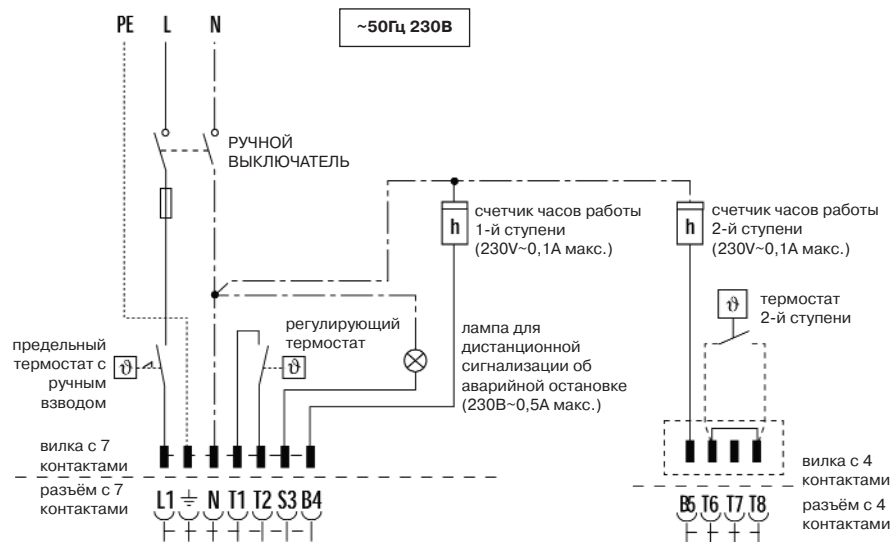 PE L N
~50Гц 230В
РУЧНОЙ
ВЫКЛЮЧАТЕЛЬ
h
счетчик часов работы
1-й ступени
(230V~0,1А макс.)
h
счетчик часов работы
2-й ступени
(230V~0,1А макс.)
ϑ
термостат
2-й ступени
предельный
термостат с
ручным
взводом
ϑ
регулирующий
термостат
ϑ
лампа для
дистанционной
сигнализации об
аварийной остановке
(230В~0,5А макс.)
вилка с 7
контактами
разъём с 7
контактами
L1 N T1 T2 S3 B4
вилка с 4
контактами
разъём с 4
контактами
B5 T6 T7 T8